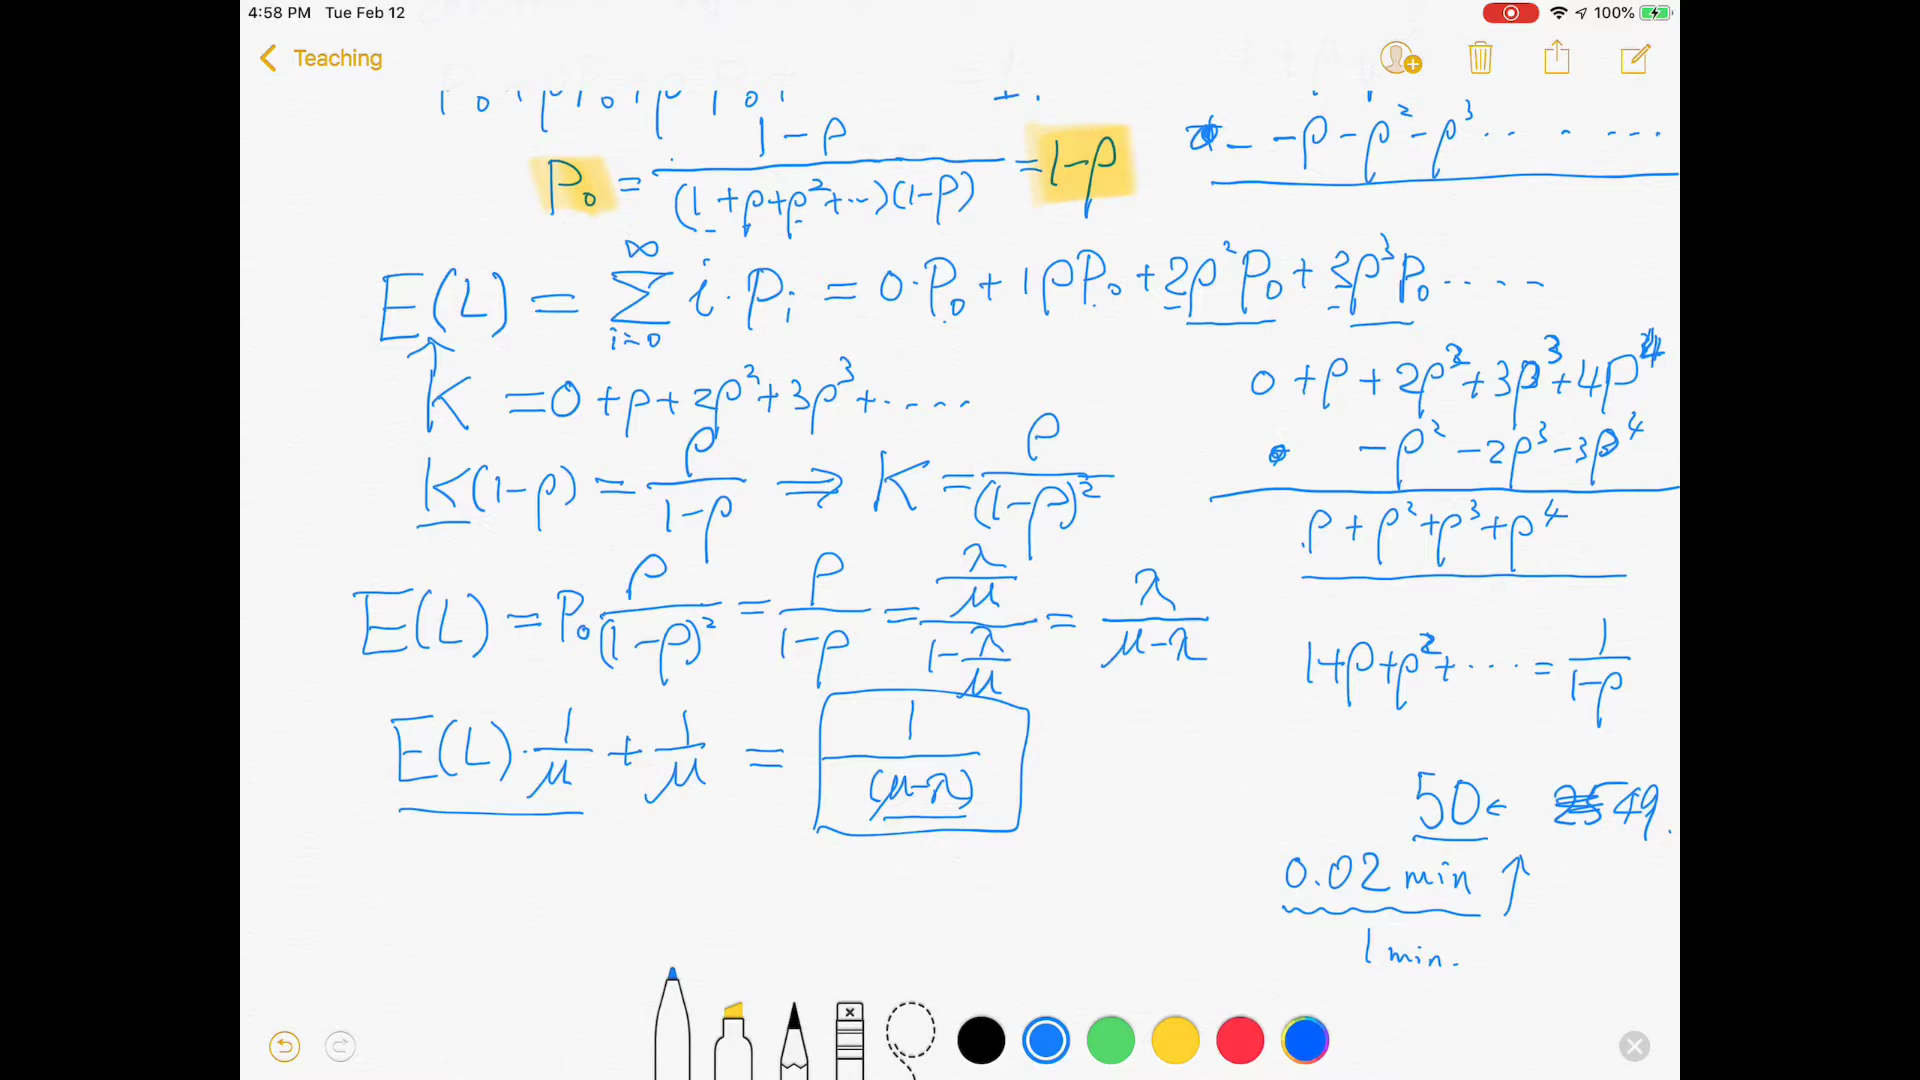 4:58 PM Tue Feb 12 100%
Teaching
P₀ = (1-ρ)/((1+ρ+ρ²+···)(1-ρ)) = 1-ρ
- -ρ-ρ²-ρ³··· ·· ···
E(L) = ∑_{i=0}^{∞} i·Pᵢ = 0·P₀ + 1ρP₀ + 2ρ²P₀ + 3ρ³P₀ ····
K = 0 + ρ + 2ρ² + 3ρ³ + ····
0 + ρ + 2ρ² + 3ρ³ + 4ρ⁴
-ρ² - 2ρ³ - 3ρ⁴
K(1-ρ) = ρ/(1-ρ) ⟹ K = ρ/(1-ρ)²
ρ + ρ² + ρ³ + ρ⁴
E(L) = P₀ ρ/(1-ρ)² = ρ/(1-ρ) = (λ/μ)/(1-λ/μ) = λ/(μ-λ)
1+ρ+ρ²+···· = 1/(1-ρ)
E(L)·1/μ + 1/μ = 1/(μ-λ)
50 ← 49.
0.02 min ↑
1 min.